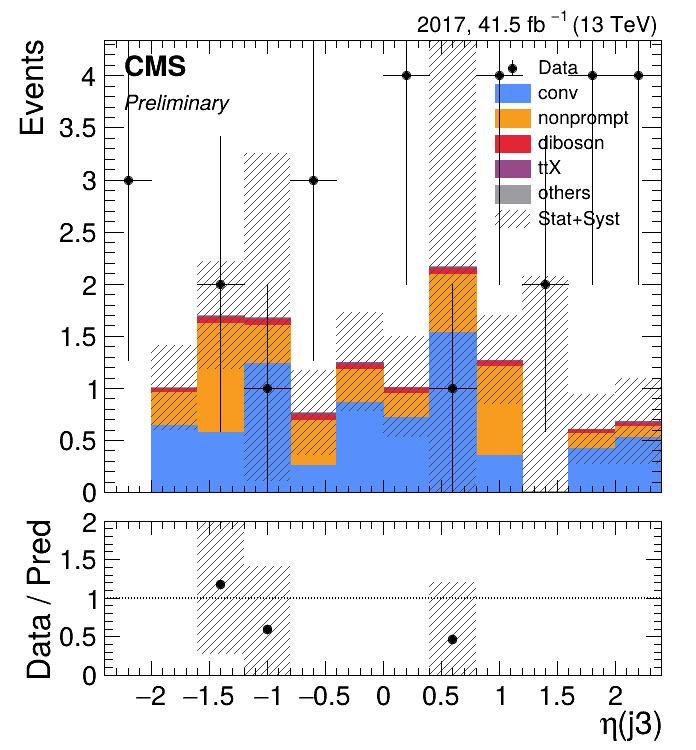 2017, 41.5 fb⁻¹ (13 TeV)
Events
CMS
Preliminary
Data
conv
nonprompt
diboson
ttX
others
Stat+Syst
4
3.5
3
2.5
2
1.5
1
0.5
0
Data / Pred
2
1.5
1
0.5
0
−2 −1.5 −1 −0.5 0 0.5 1 1.5 2
η(j3)